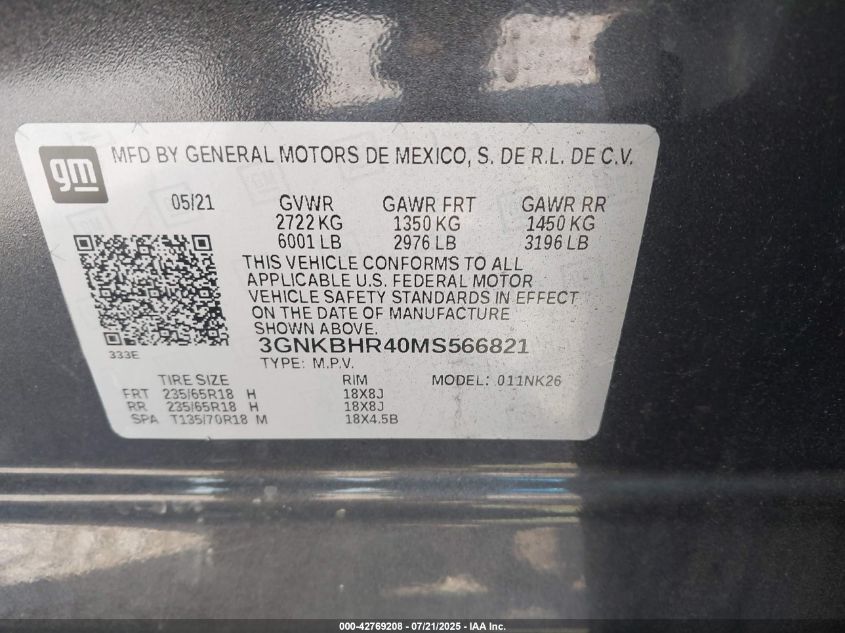 gm
MFD BY GENERAL MOTORS DE MEXICO, S. DE R.L. DE C.V.
05/21 GVWR GAWR FRT GAWR RR
2722 KG 1350 KG 1450 KG
6001 LB 2976 LB 3196 LB
THIS VEHICLE CONFORMS TO ALL
APPLICABLE U.S. FEDERAL MOTOR
VEHICLE SAFETY STANDARDS IN EFFECT
ON THE DATE OF MANUFACTURE
SHOWN ABOVE.
333E
3GNKBHR40MS566821
TYPE: M.P.V.
TIRE SIZE RIM MODEL: 011NK26
FRT 235/65R18 H 18X8J
RR 235/65R18 H 18X8J
SPA T135/70R18 M 18X4.5B
000-42769208 - 07/21/2025 - IAA Inc.